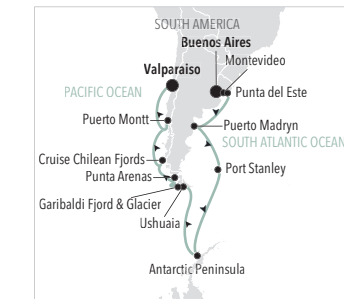 SOUTH AMERICA
Buenos Aires
Montevideo
Valparaiso
PACIFIC OCEAN
Punta del Este
Puerto Montt
Puerto Madryn
SOUTH ATLANTIC OCEAN
Cruise Chilean Fjords
Port Stanley
Punta Arenas
Garibaldi Fjord & Glacier
Ushuaia
Antarctic Peninsula